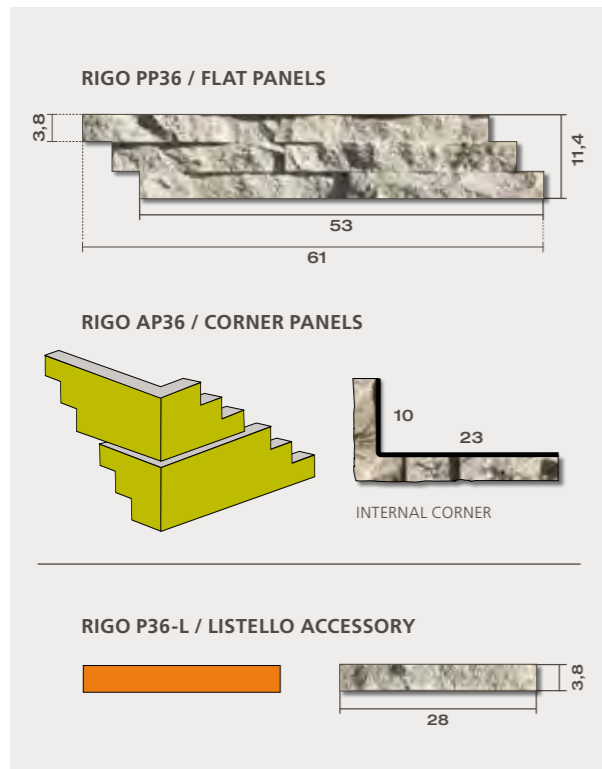 RIGO PP36 / FLAT PANELS
3,8
11,4
53
61
RIGO AP36 / CORNER PANELS
10
23
INTERNAL CORNER
RIGO P36-L / LISTELLO ACCESSORY
3,8
28